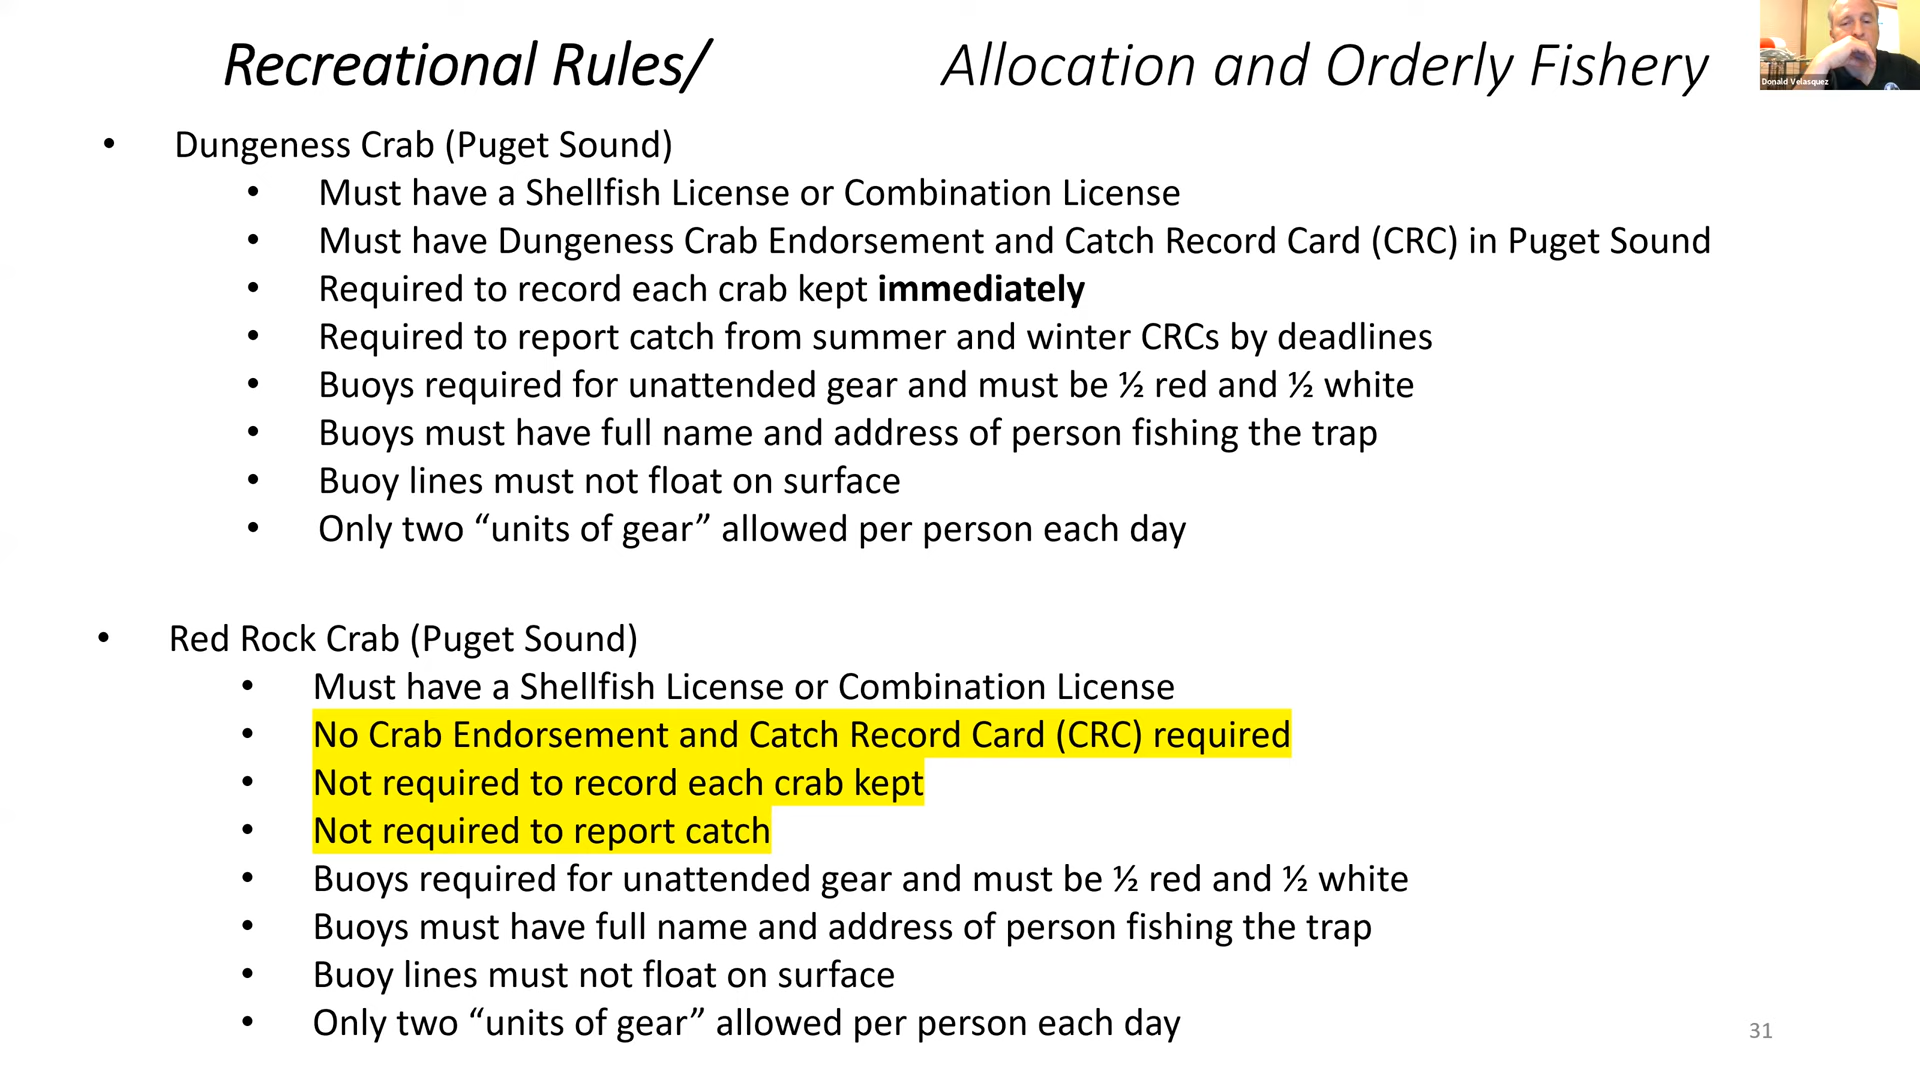 Recreational Rules/ Allocation and Orderly Fishery
Donald Velasquez
• Dungeness Crab (Puget Sound)
• Must have a Shellfish License or Combination License
• Must have Dungeness Crab Endorsement and Catch Record Card (CRC) in Puget Sound
• Required to record each crab kept immediately
• Required to report catch from summer and winter CRCs by deadlines
• Buoys required for unattended gear and must be ½ red and ½ white
• Buoys must have full name and address of person fishing the trap
• Buoy lines must not float on surface
• Only two “units of gear” allowed per person each day
• Red Rock Crab (Puget Sound)
• Must have a Shellfish License or Combination License
• No Crab Endorsement and Catch Record Card (CRC) required
• Not required to record each crab kept
• Not required to report catch
• Buoys required for unattended gear and must be ½ red and ½ white
• Buoys must have full name and address of person fishing the trap
• Buoy lines must not float on surface
• Only two “units of gear” allowed per person each day
31